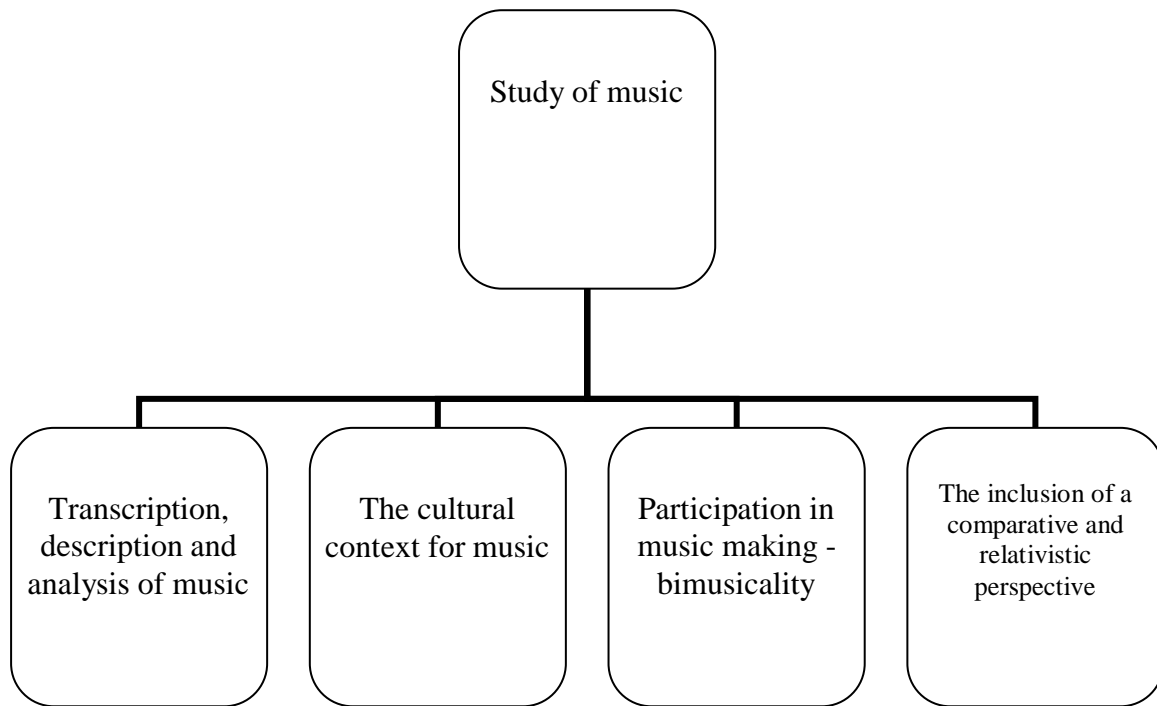 Study of music
Transcription,
description and
analysis of music
The cultural
context for music
Participation in
music making -
bimusicality
The inclusion of a
comparative and
relativistic
perspective